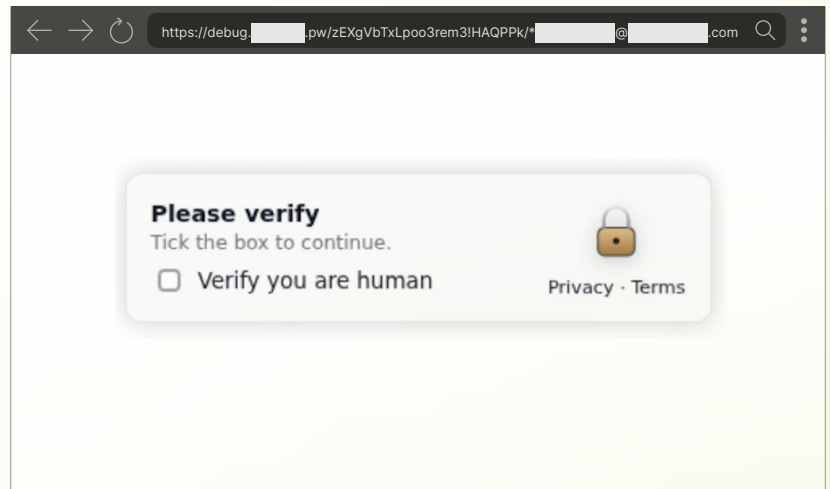 https://debug. .pw/zEXgVbTxLpoo3rem3!HAQPPk/* @ .com
Please verify
Tick the box to continue.
Verify you are human
Privacy · Terms